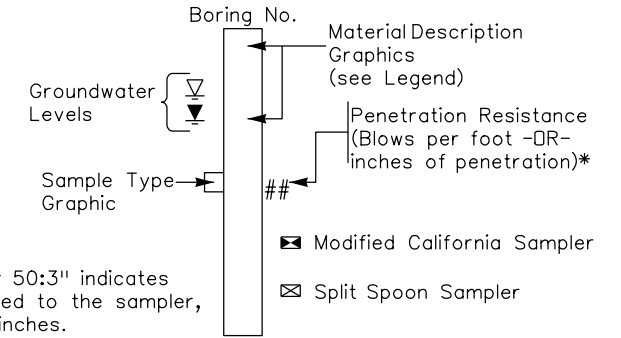 Boring No.
Material Description
Graphics
(see Legend)
Groundwater
Levels
Penetration Resistance
(Blows per foot -OR-
inches of penetration)*
Sample Type
Graphic
##
Modified California Sampler
Split Spoon Sampler
50:3" indicates
to the sampler,
inches.